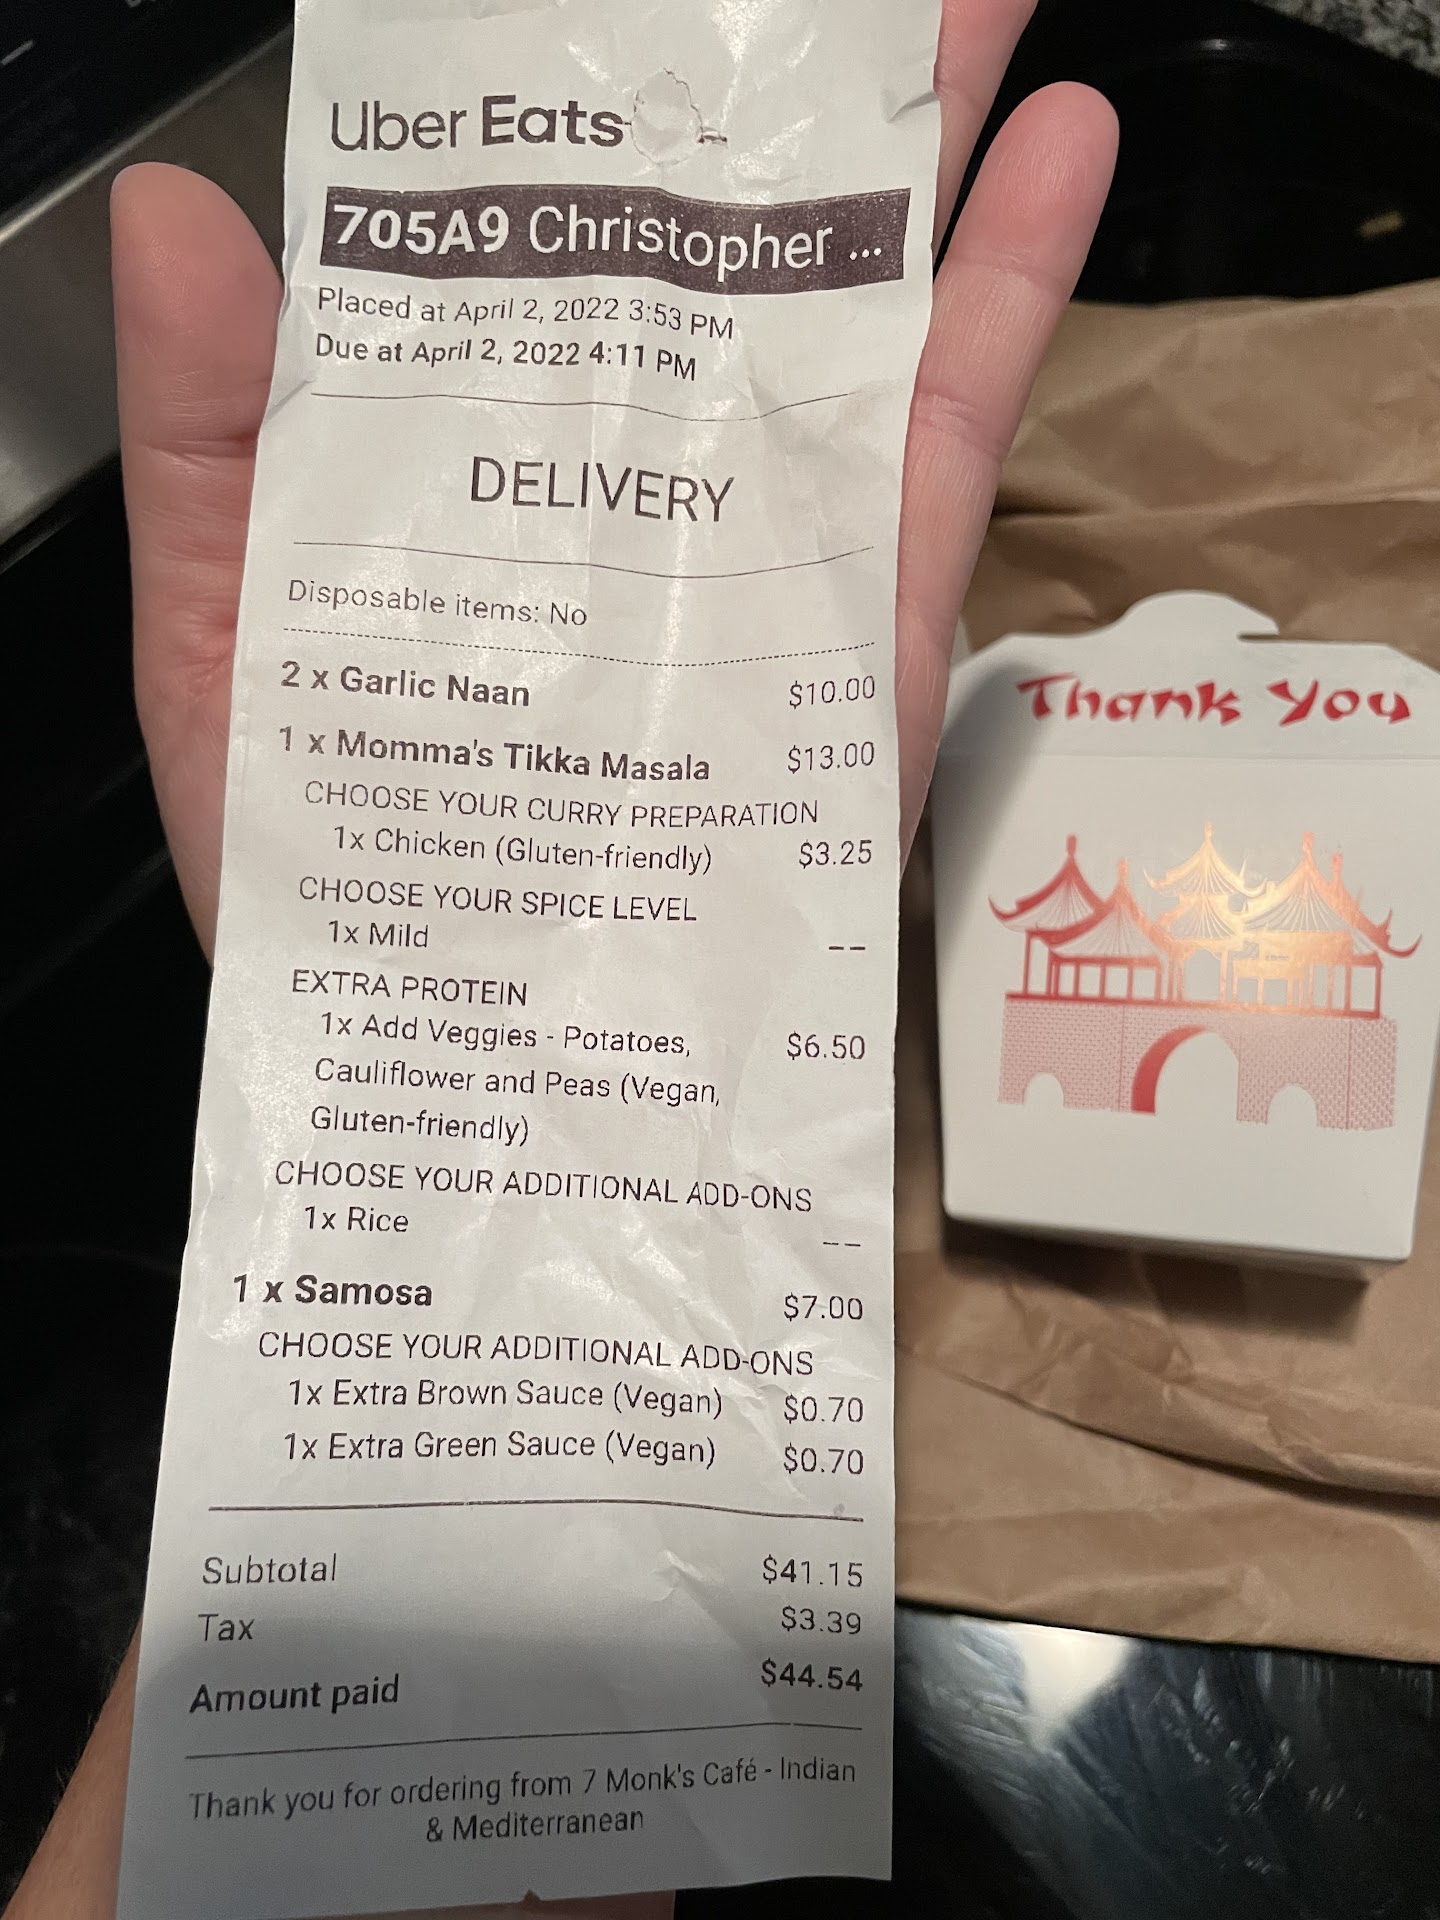 Uber Eats
705A9 Christopher ...
Placed at April 2, 2022 3:53 PM
Due at April 2, 2022 4:11 PM
DELIVERY
Disposable items: No
2 x Garlic Naan $10.00
1 x Momma's Tikka Masala $13.00
CHOOSE YOUR CURRY PREPARATION
1x Chicken (Gluten-friendly) $3.25
CHOOSE YOUR SPICE LEVEL
1x Mild --
EXTRA PROTEIN
1x Add Veggies - Potatoes, $6.50
Cauliflower and Peas (Vegan,
Gluten-friendly)
CHOOSE YOUR ADDITIONAL ADD-ONS
1x Rice --
1 x Samosa $7.00
CHOOSE YOUR ADDITIONAL ADD-ONS
1x Extra Brown Sauce (Vegan) $0.70
1x Extra Green Sauce (Vegan) $0.70
Subtotal $41.15
Tax $3.39
Amount paid $44.54
Thank you for ordering from 7 Monk's Café - Indian
& Mediterranean
Thank You